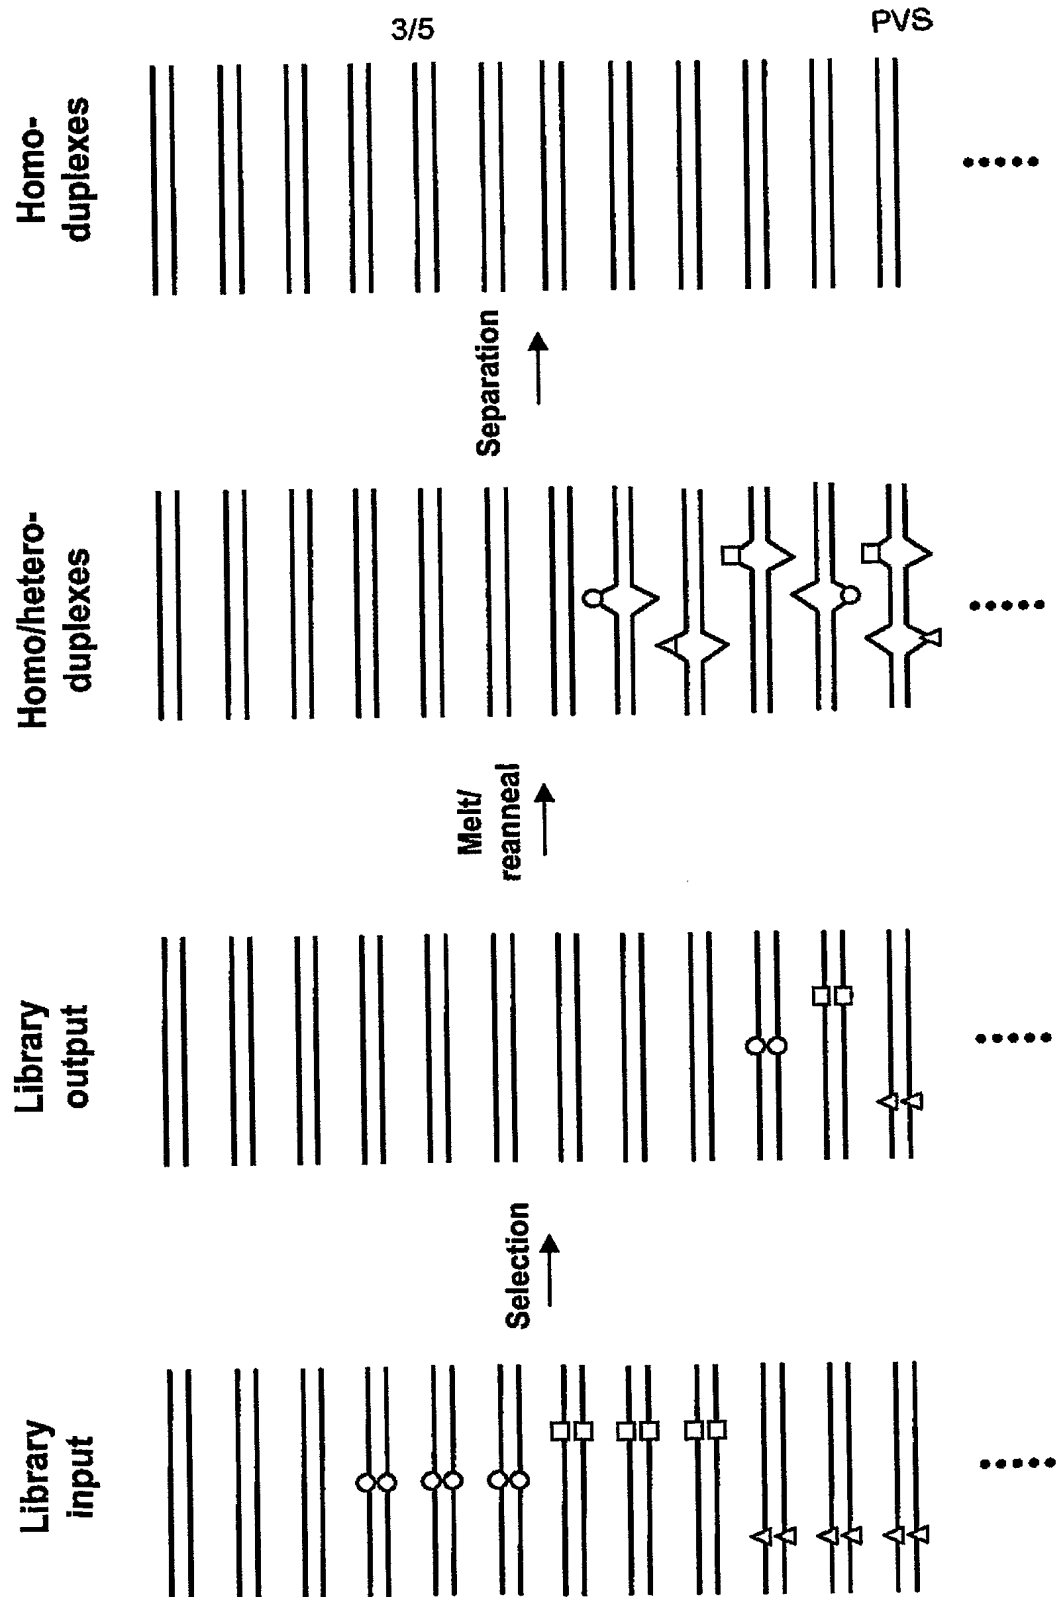 3/5
PVS
Homo-
duplexes
Separation
Homo/hetero-
duplexes
Melt/
reanneal
Library
output
Selection
Library
input